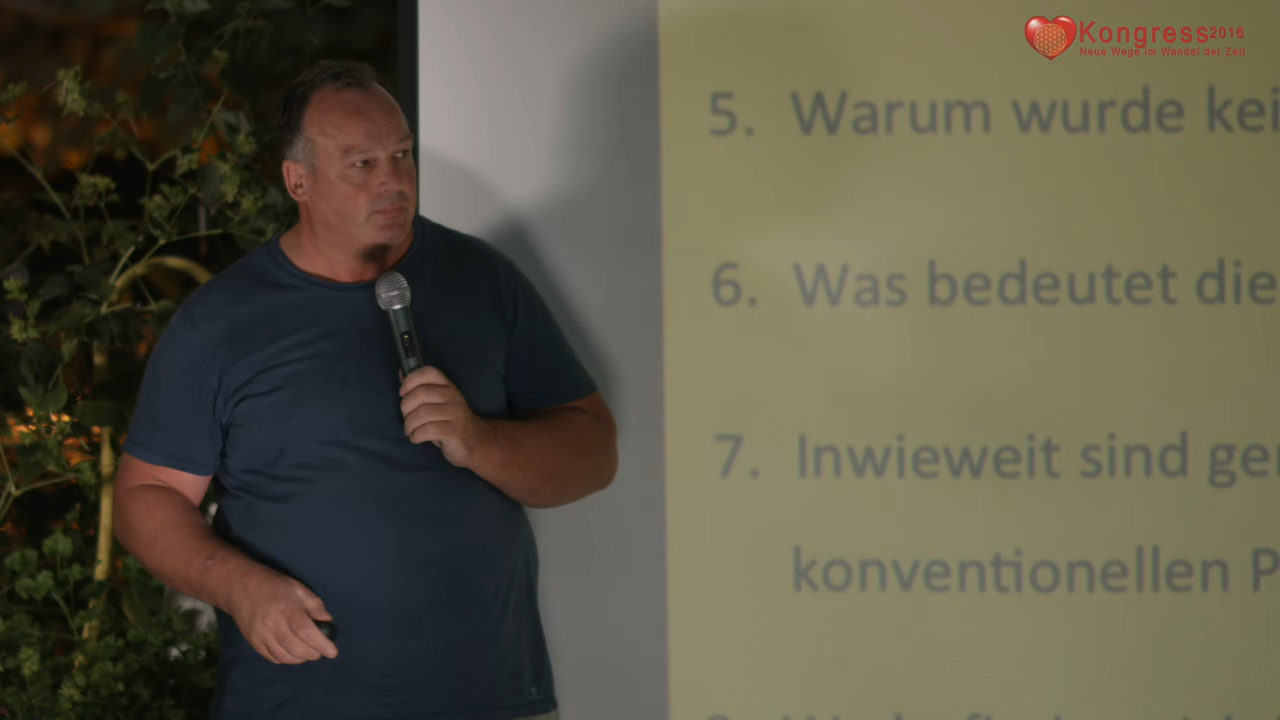 Kongress2016
Neue Wege im Wandel der Zeit
5. Warum wurde kei
6. Was bedeutet die
7. Inwieweit sind ge
konventionellen P